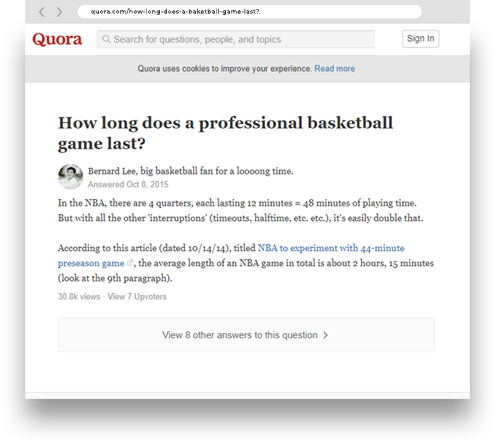 quora.com/how-long-does-a-baketball-game-last?
Quora
Search for questions, people, and topics
Sign In
Quora uses cookies to improve your experience. Read more
How long does a professional basketball
game last?
Bernard Lee, big basketball fan for a loooong time.
Answered Oct 8, 2015
In the NBA, there are 4 quarters, each lasting 12 minutes = 48 minutes of playing time.
But with all the other 'interruptions' (timeouts, halftime, etc. etc.), it's easily double that.
According to this article (dated 10/14/14), titled NBA to experiment with 44-minute
preseason game, the average length of an NBA game in total is about 2 hours, 15 minutes
(look at the 9th paragraph).
30.8k views · View 7 Upvoters
View 8 other answers to this question